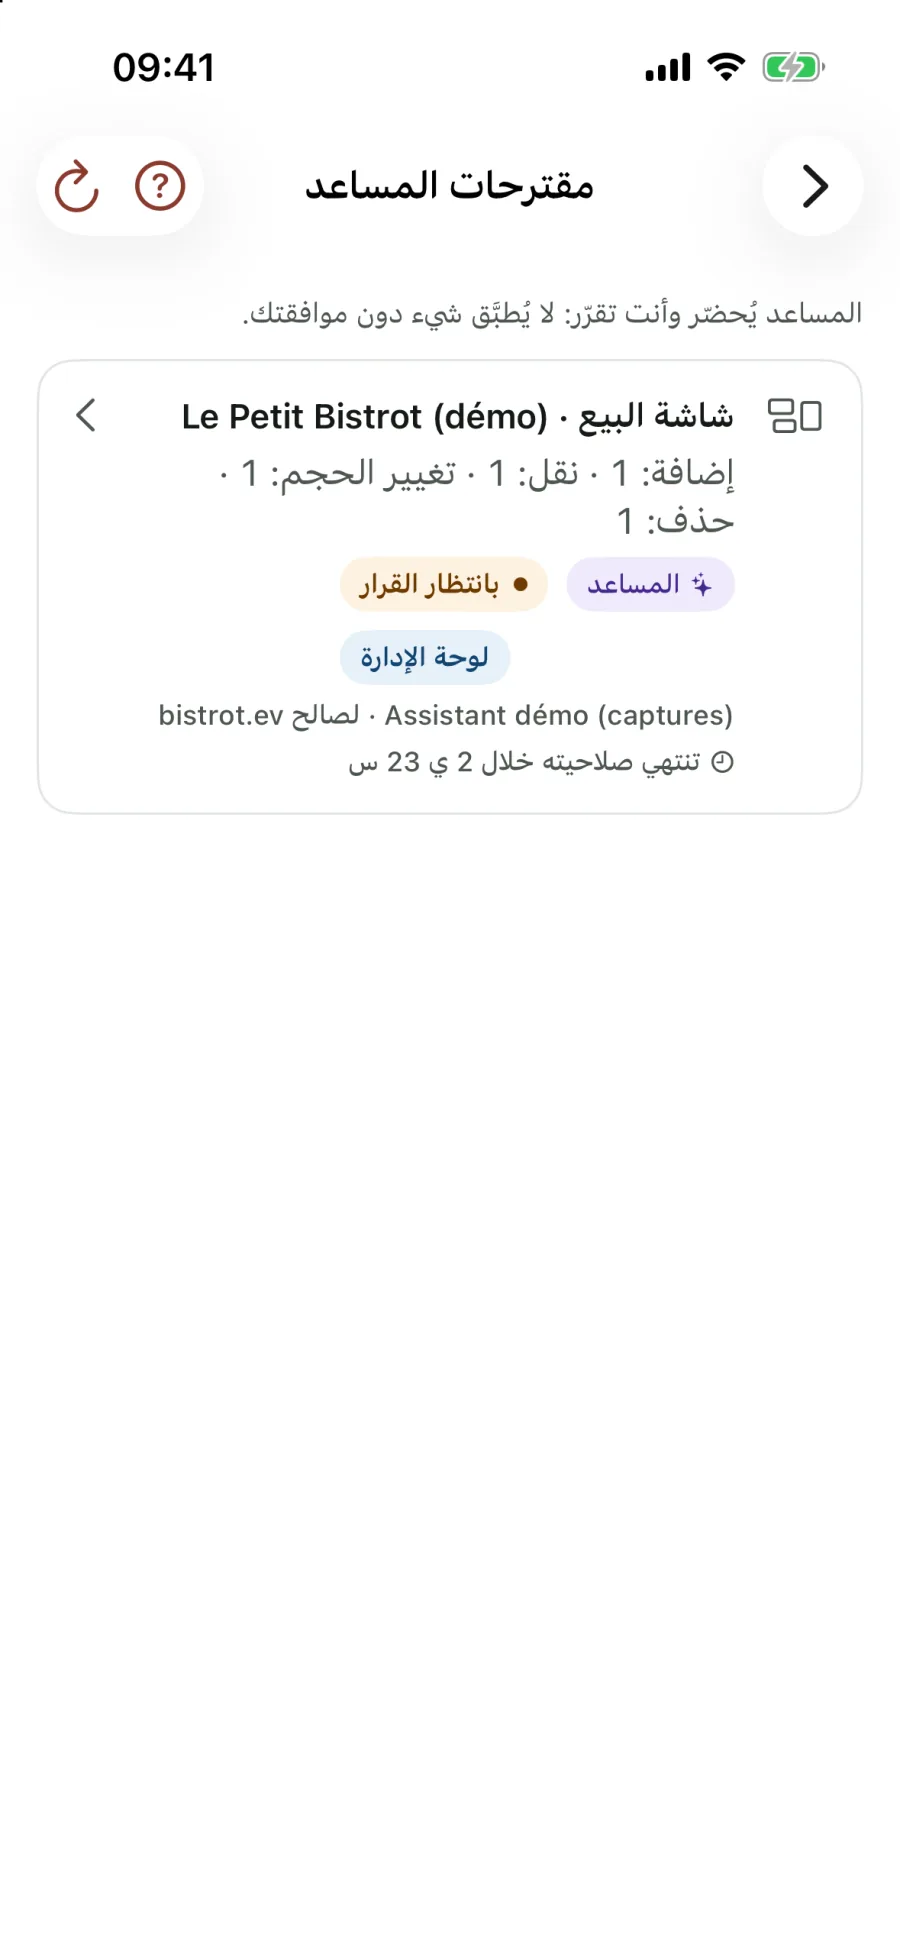 09:41
مقترحات المساعد
المساعد يُحضّر وأنت تقرّر: لا يُطبَّق شيء دون موافقتك.
شاشة البيع · Le Petit Bistrot (démo)
إضافة: 1 · نقل: 1 · تغيير الحجم: 1 ·
حذف: 1
المساعد
بانتظار القرار
لوحة الإدارة
Assistant démo (captures) · لصالح bistrot.ev
تنتهي صلاحيته خلال 2 ي 23 س